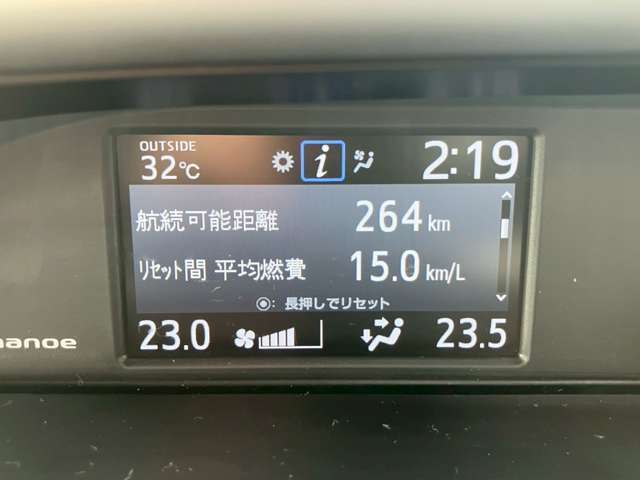 OUTSIDE
32℃
2:19
航続可能距離 264 km
ﾘｾｯﾄ間 平均燃費 15.0 km/L
◉: 長押しでリセット
23.0
23.5
nanoe